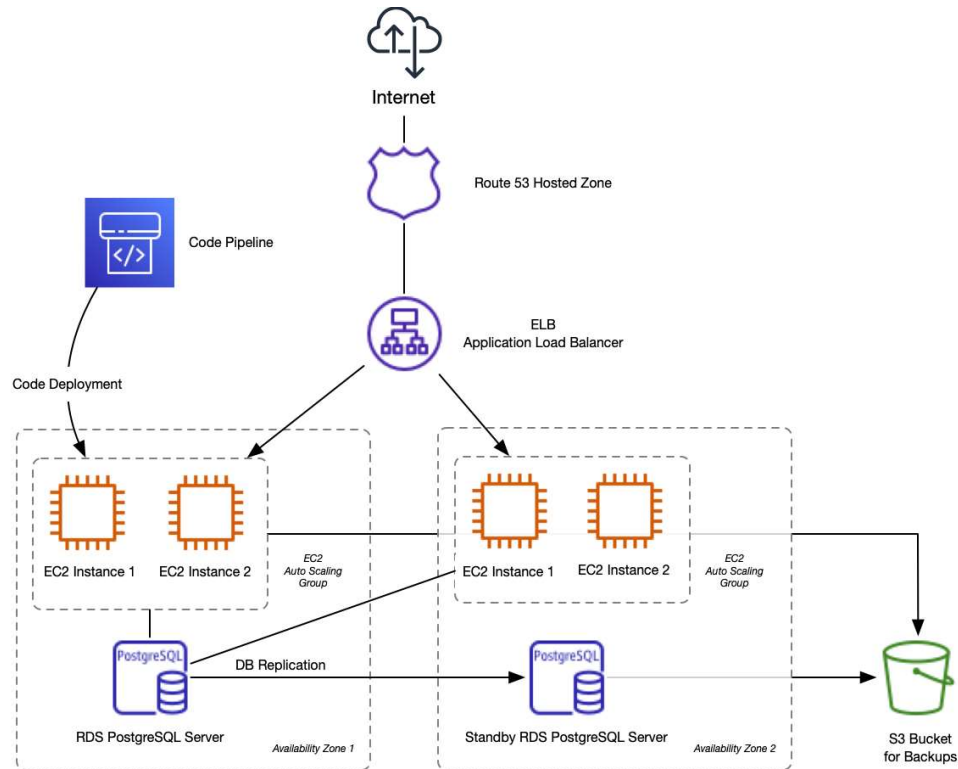 Internet
Route 53 Hosted Zone
Code Pipeline
ELB
Application Load Balancer
Code Deployment
EC2 Instance 1
EC2 Instance 2
EC2
Auto Scaling
Group
EC2 Instance 1
EC2 Instance 2
EC2
Auto Scaling
Group
PostgreSQL
DB Replication
PostgreSQL
RDS PostgreSQL Server
Availability Zone 1
Standby RDS PostgreSQL Server
Availability Zone 2
S3 Bucket
for Backups